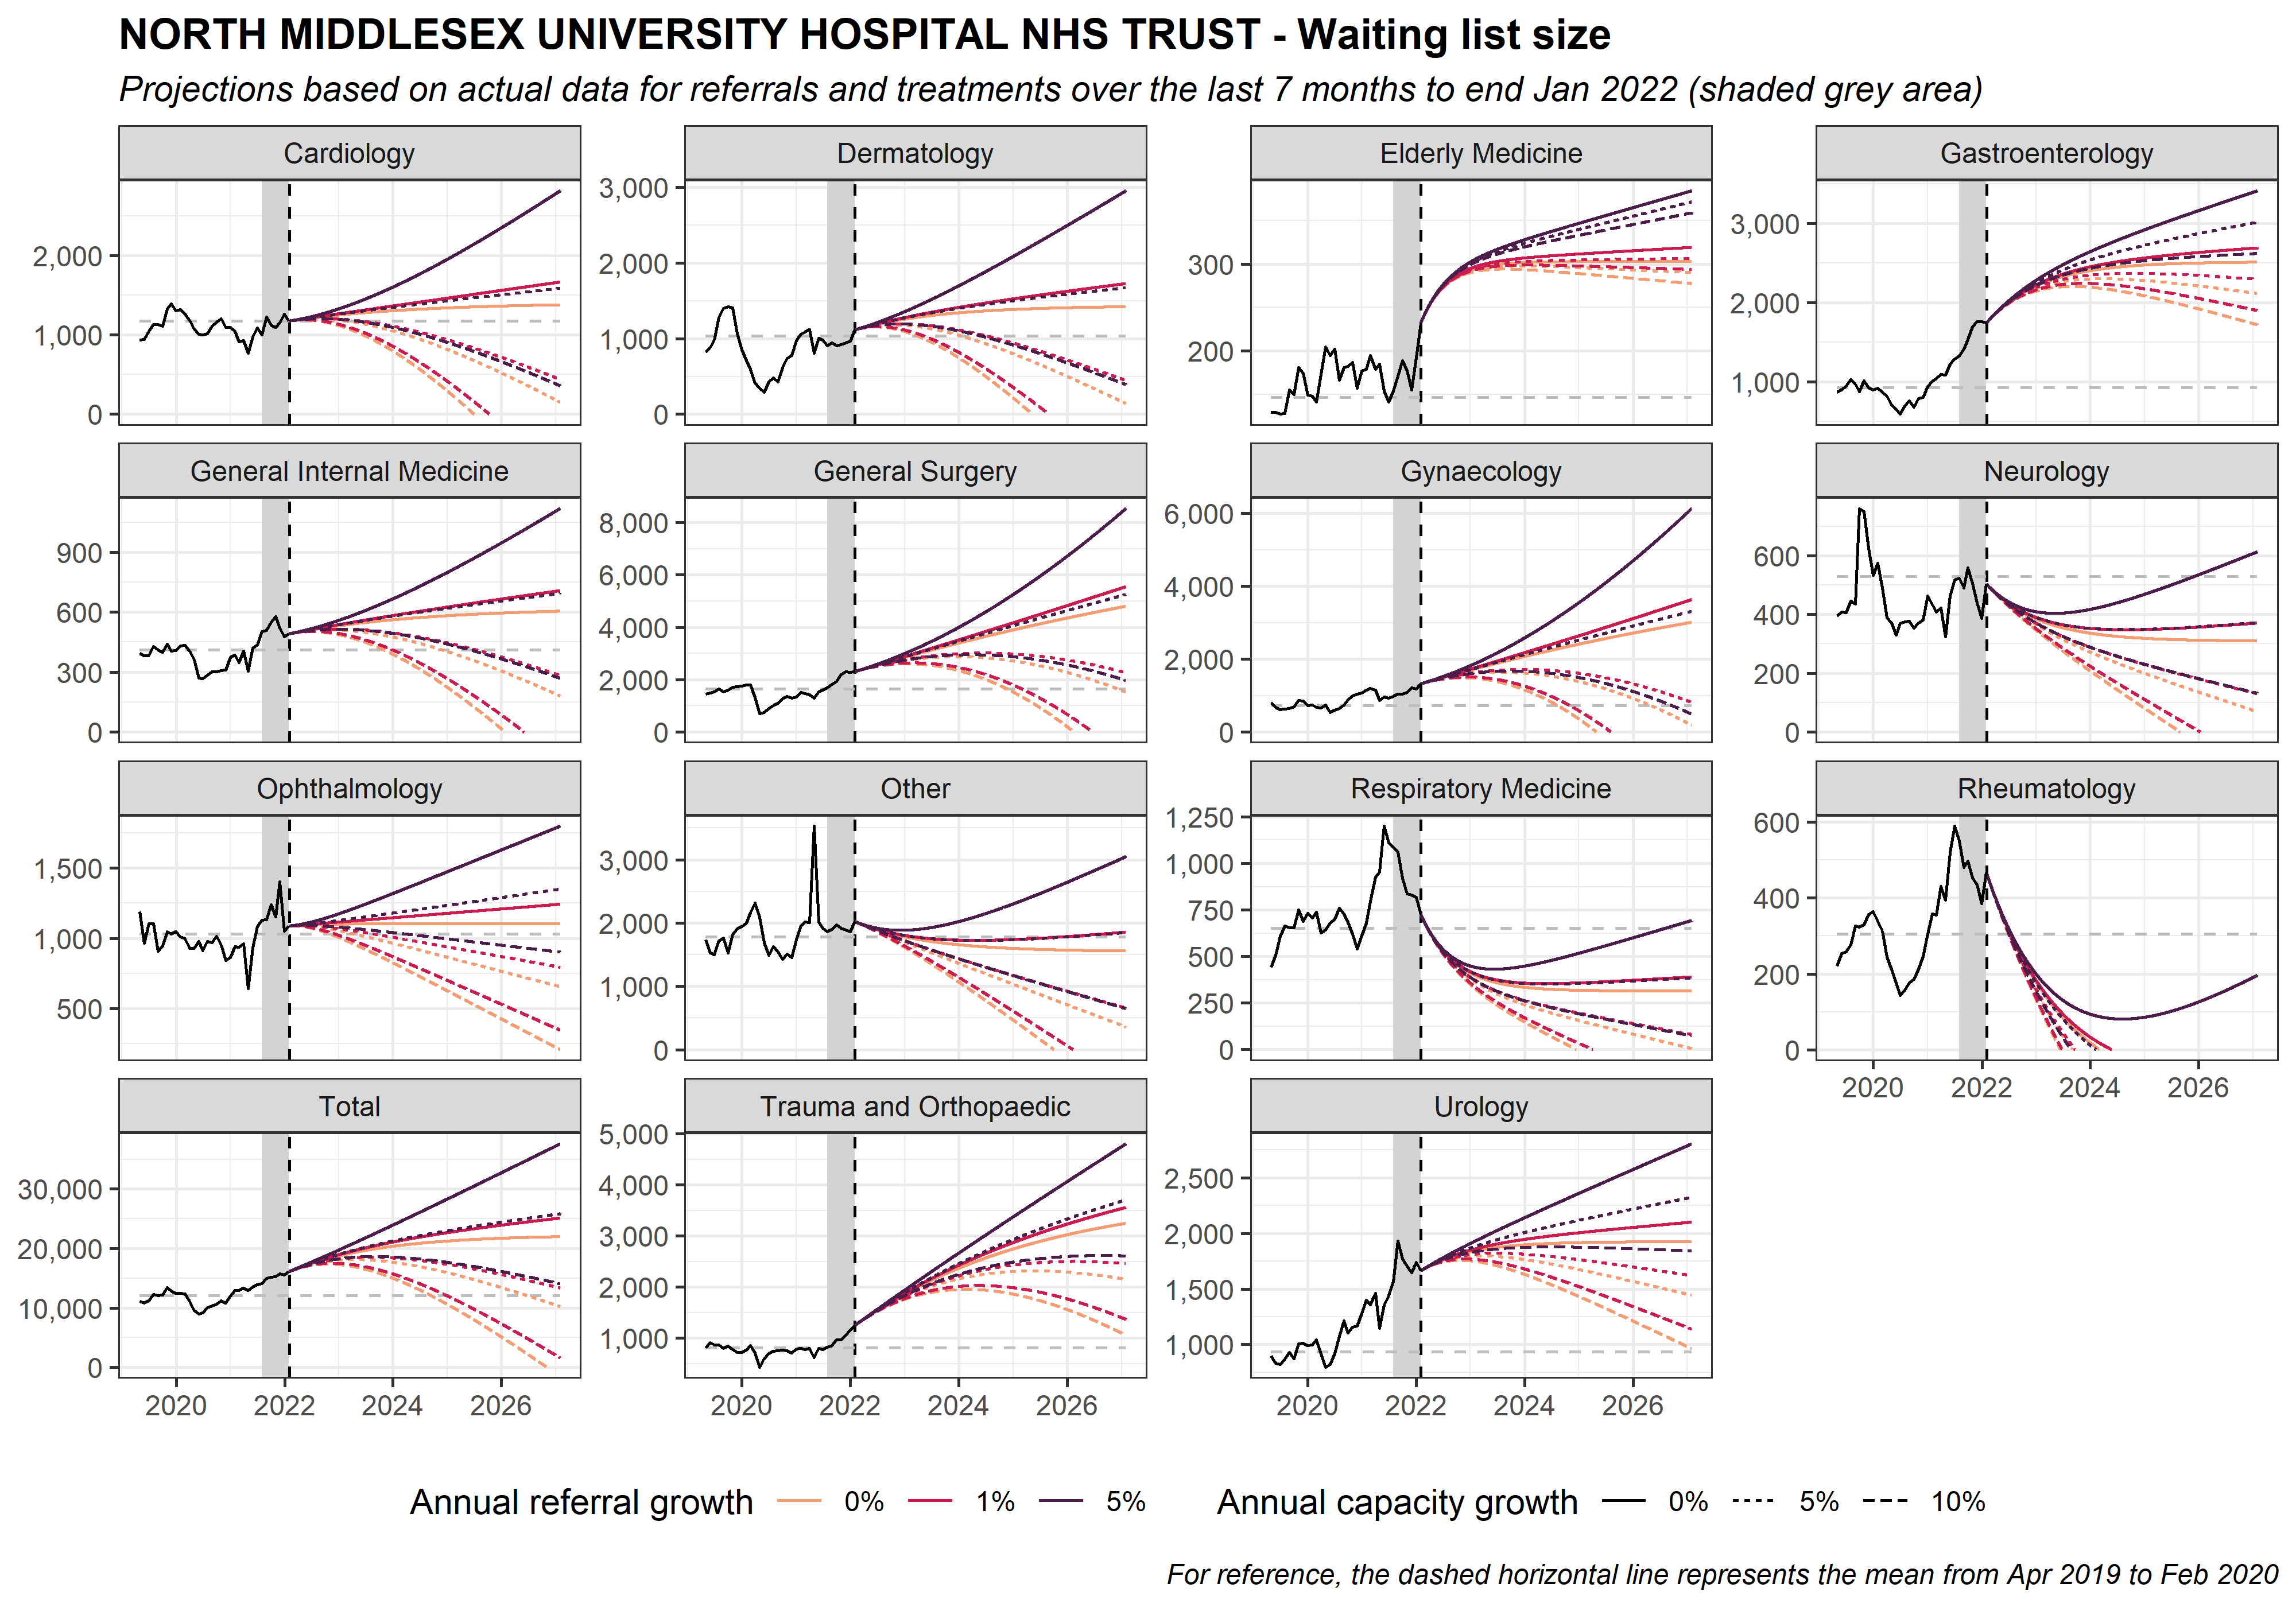 NORTH MIDDLESEX UNIVERSITY HOSPITAL NHS TRUST - Waiting list size
Projections based on actual data for referrals and treatments over the last 7 months to end Jan 2022 (shaded grey area)
Cardiology
2,000
1,000
0
Dermatology
3,000
2,000
1,000
0
Elderly Medicine
300
200
Gastroenterology
3,000
2,000
1,000
General Internal Medicine
900
600
300
0
General Surgery
8,000
6,000
4,000
2,000
0
Gynaecology
6,000
4,000
2,000
0
Neurology
600
400
200
0
Ophthalmology
1,500
1,000
500
Other
3,000
2,000
1,000
0
Respiratory Medicine
1,250
1,000
750
500
250
0
Rheumatology
600
400
200
0
2020 2022 2024 2026
Total
30,000
20,000
10,000
0
2020 2022 2024 2026
Trauma and Orthopaedic
5,000
4,000
3,000
2,000
1,000
2020 2022 2024 2026
Urology
2,500
2,000
1,500
1,000
2020 2022 2024 2026
Annual referral growth 0% 1% 5% Annual capacity growth 0% 5% 10%
For reference, the dashed horizontal line represents the mean from Apr 2019 to Feb 2020